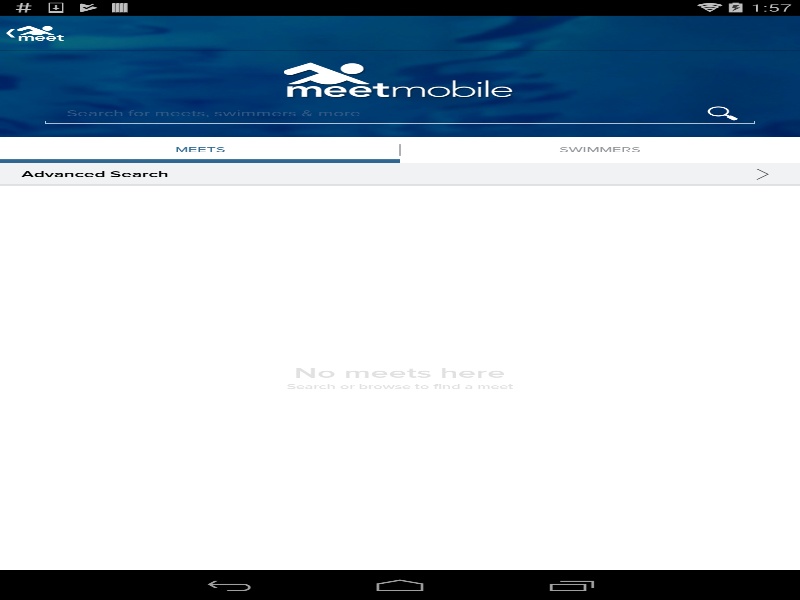 1:57
meet
meetmobile
Search for meets, swimmers & more
MEETS
SWIMMERS
Advanced Search
No meets here
Search or browse to find a meet